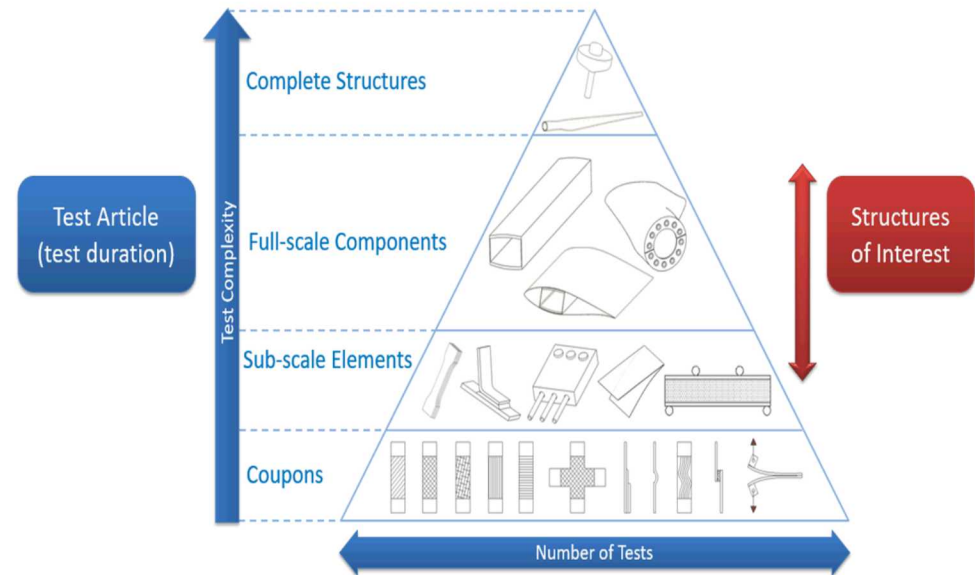 Complete Structures
Test Article
(test duration)
Test Complexity
Full-scale Components
Structures
of Interest
Sub-scale Elements
Coupons
Number of Tests